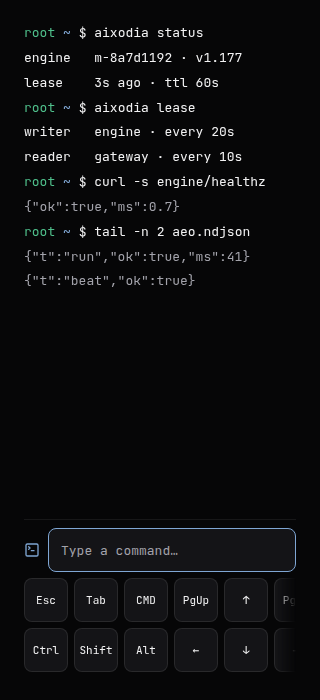 root ~ $ aixodia status
engine m-8a7d1192 · v1.177
lease 3s ago · ttl 60s
root ~ $ aixodia lease
writer engine · every 20s
reader gateway · every 10s
root ~ $ curl -s engine/healthz
{"ok":true,"ms":0.7}
root ~ $ tail -n 2 aeo.ndjson
{"t":"run","ok":true,"ms":41}
{"t":"beat","ok":true}
Type a command…
Esc Tab CMD PgUp ↑
Ctrl Shift Alt ← ↓